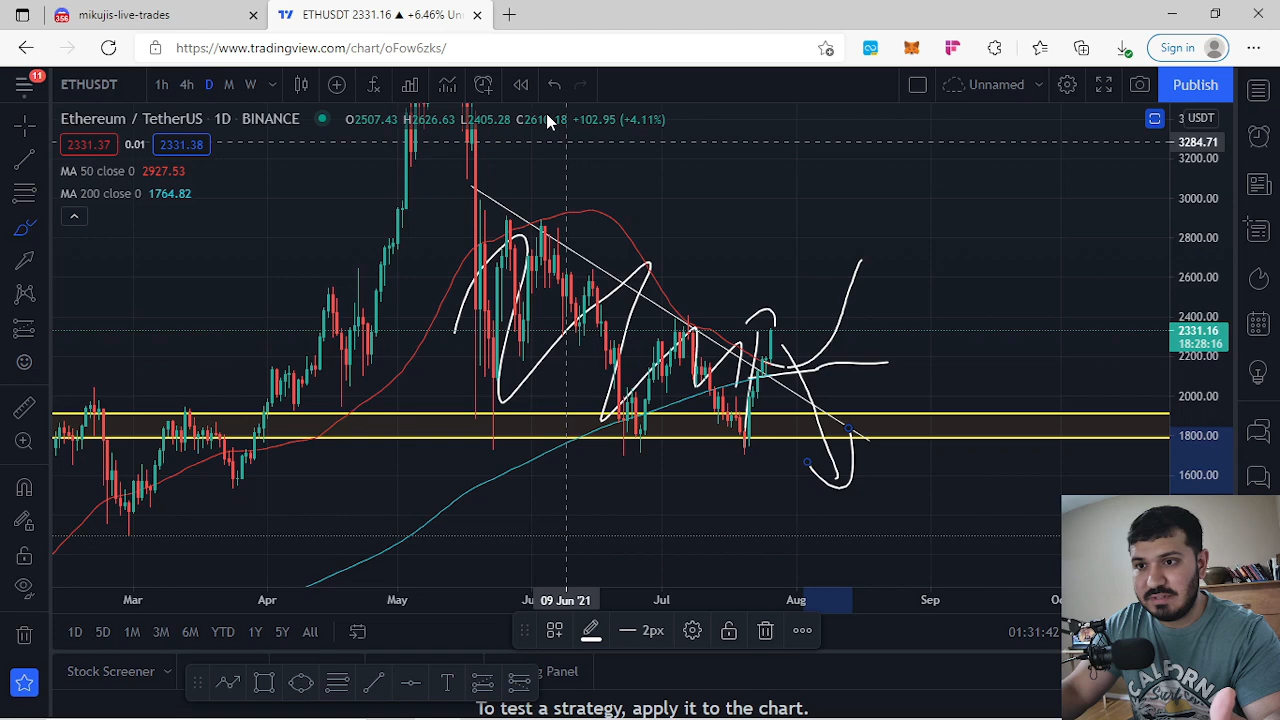 356
mikujis-live-trades
ETHUSDT 2331.16 ▲ +6.46% Un
https://www.tradingview.com/chart/oFow6zks/
Sign in
11
ETHUSDT
1h 4h D M W
Unnamed
Publish
Ethereum / TetherUS · 1D · BINANCE
O2507.43 H2626.63 L2405.28 +102.95 (+4.11%)
3 USDT
2331.37 0.01 2331.38
3284.71
3200.00
MA 50 close 0 2927.53
MA 200 close 0 1764.82
3000.00
2800.00
2600.00
2331.16
18:28:16
2200.00
2000.00
1800.00
1600.00
Mar Apr May 09 Jun '21 Jul Aug Sep
1D 5D 1M 3M 6M YTD 1Y 5Y All
2px
01:31:42
Stock Screener
Panel
To test a strategy, apply it to the chart.
CALIFORN
Surf